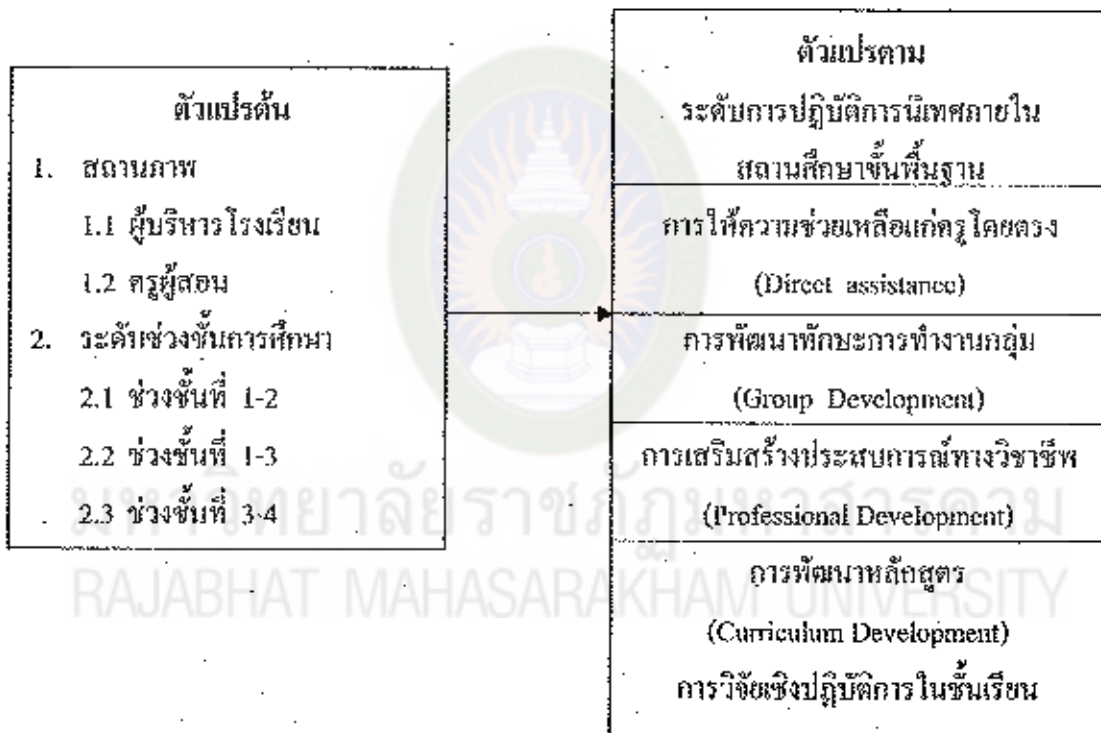 ตัวแปรต้น
1. สถานภาพ
1.1 ผู้บริหารโรงเรียน
1.2 ครูผู้สอน
2. ระดับช่วงชั้นการศึกษา
2.1 ช่วงชั้นที่ 1-2
2.2 ช่วงชั้นที่ 1-3
2.3 ช่วงชั้นที่ 3-4
ตัวแปรตาม
ระดับการปฏิบัติการนิเทศภายใน
สถานศึกษาขั้นพื้นฐาน
การให้ความช่วยเหลือแก่ครูโดยตรง
(Direct assistance)
การพัฒนาทักษะการทำงานกลุ่ม
(Group Development)
การเสริมสร้างประสบการณ์ทางวิชาชีพ
(Professional Development)
การพัฒนาหลักสูตร
(Curriculum Development)
การวิจัยเชิงปฏิบัติการในชั้นเรียน
มหาวิทยาลัยราชภัฏมหาสารคาม
RAJABHAT MAHASARAKHAM UNIVERSITY